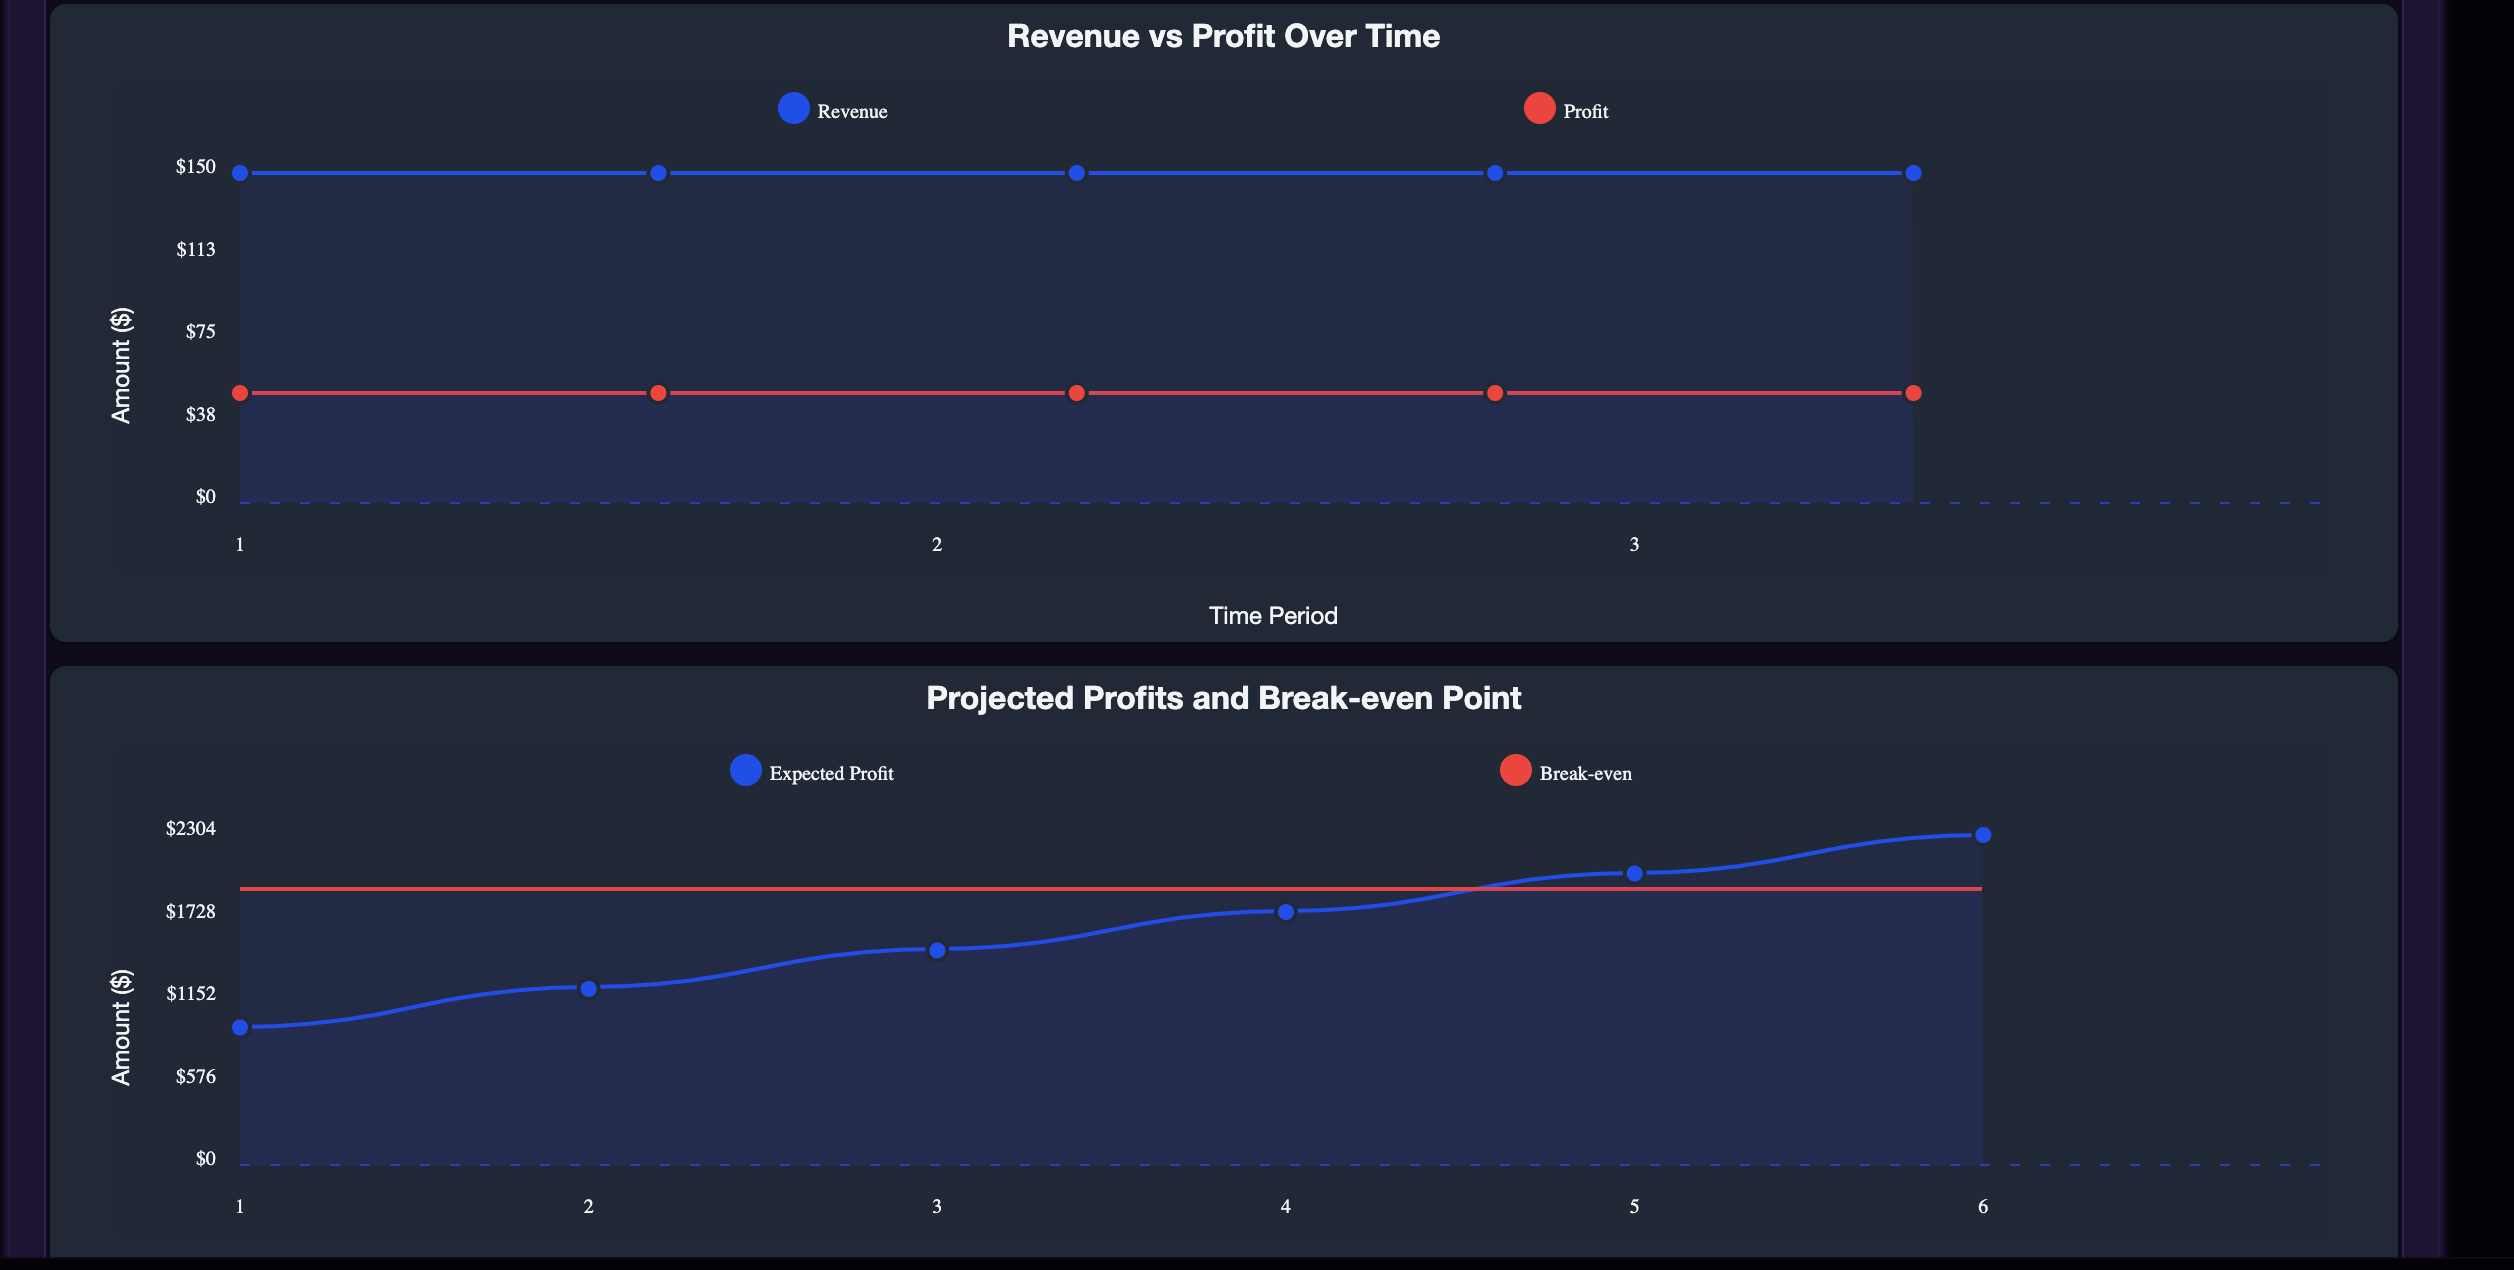 Revenue vs Profit Over Time
Revenue
Profit
$150
$113
$75
$38
$0
Amount ($)
1
2
3
Time Period
Projected Profits and Break-even Point
Expected Profit
Break-even
$2304
$1728
$1152
$576
$0
Amount ($)
1
2
3
4
5
6